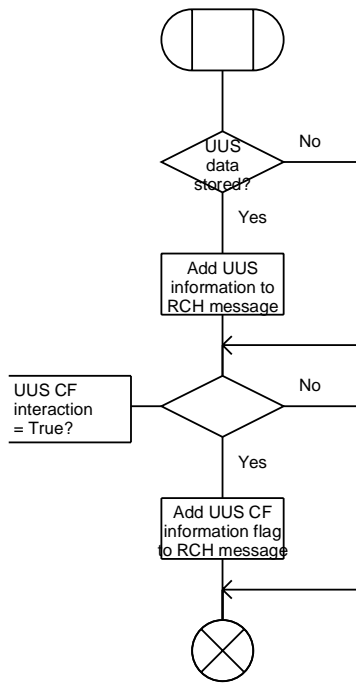 UUS
data
stored?
No
Yes
Add UUS
information to
RCH message
UUS CF
interaction
= True?
No
Yes
Add UUS CF
information flag
to RCH message